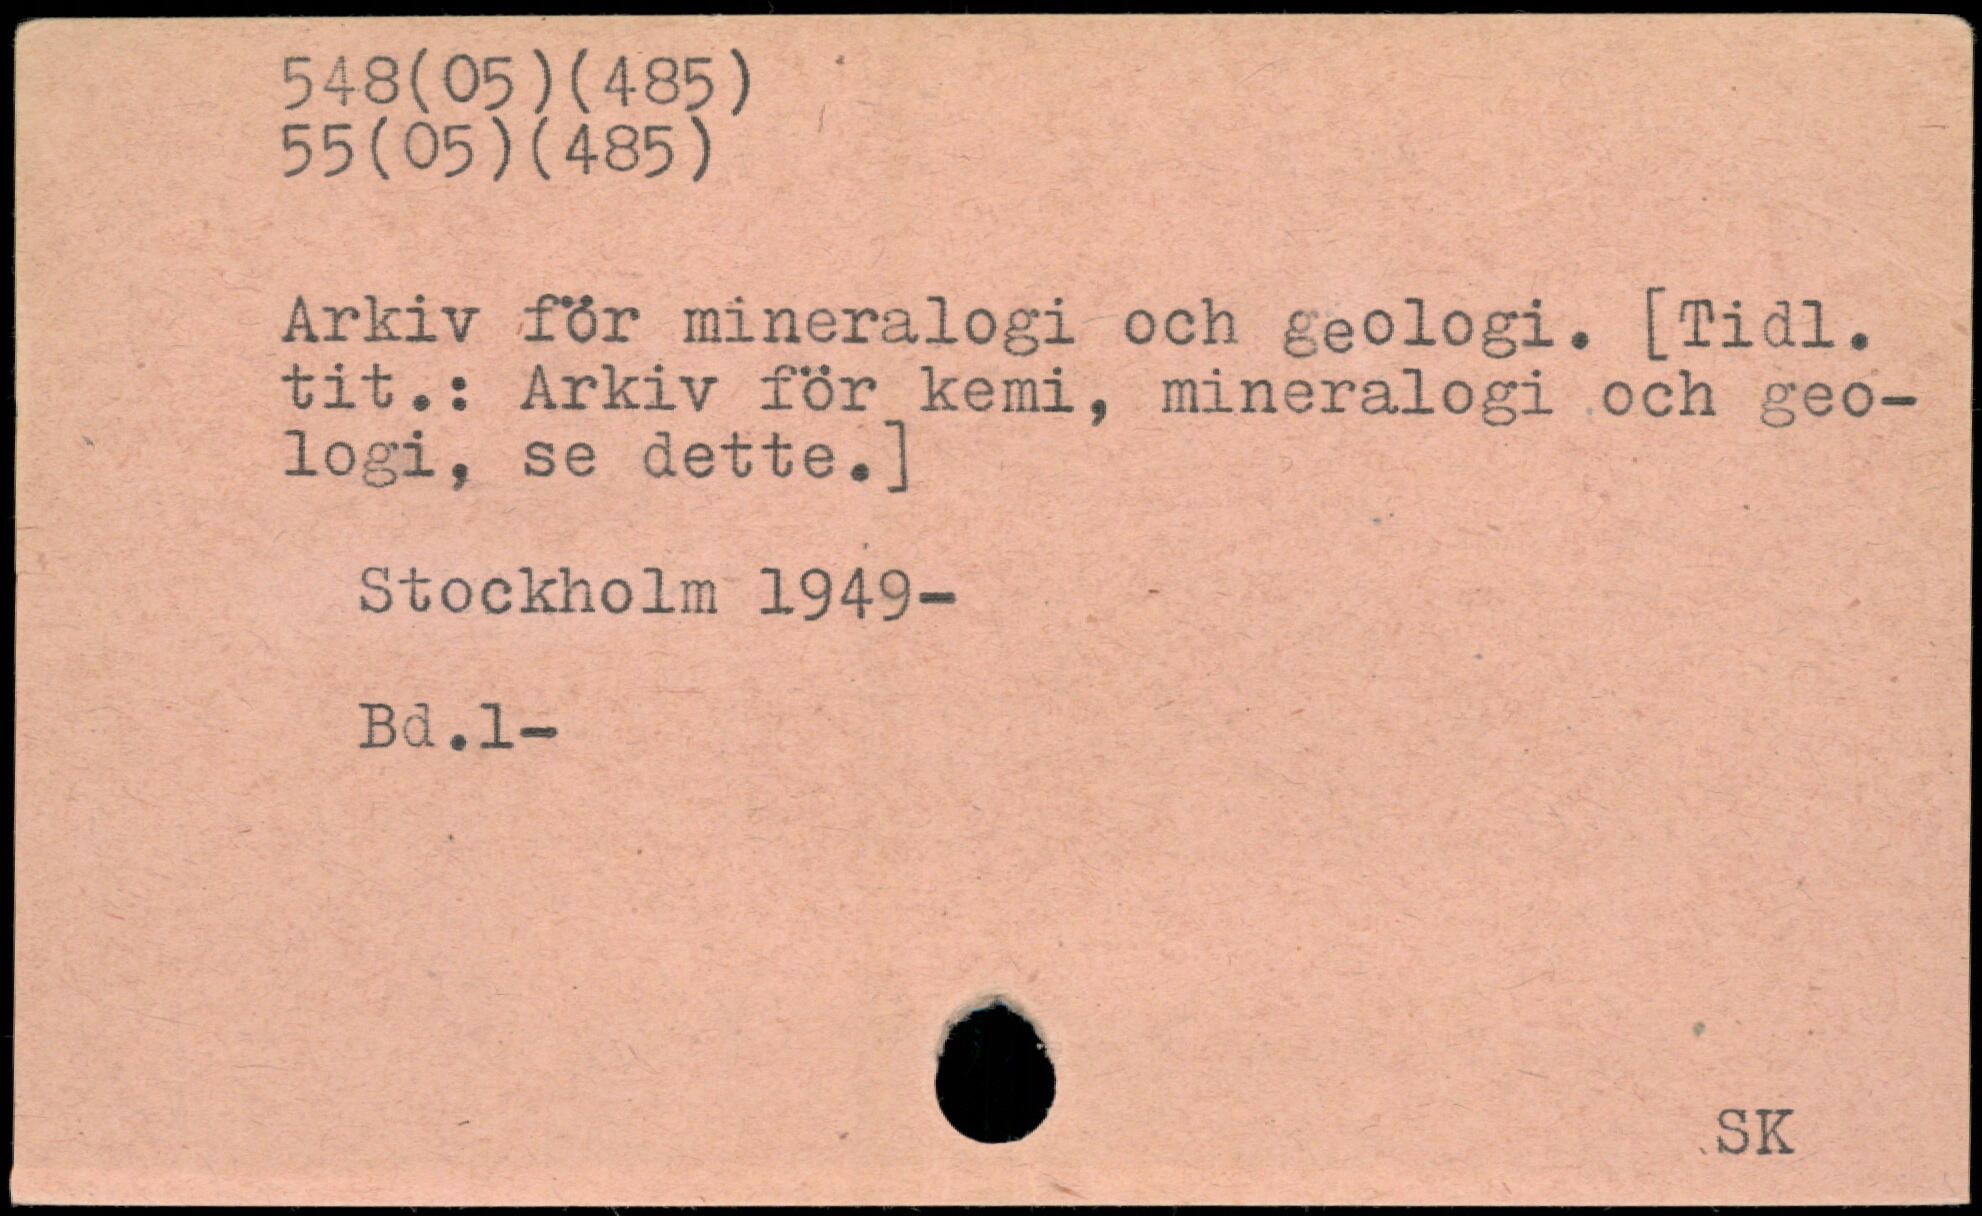 548(05)(485)
55(05)(485)
Arkiv för mineralogi och geologi. [Tidl.
tit.: Arkiv för kemi, mineralogi och geo-
logi, se dette.]
Stockholm 1949-
Bd.1-
SK